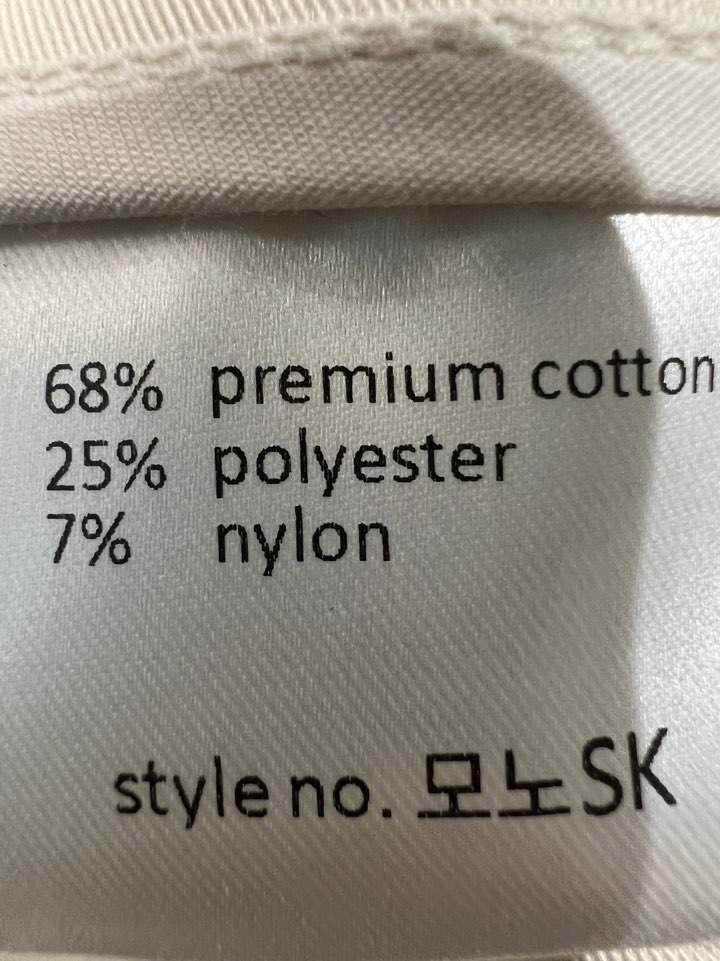 68% premium cotton
25% polyester
7% nylon
style no. 모노SK